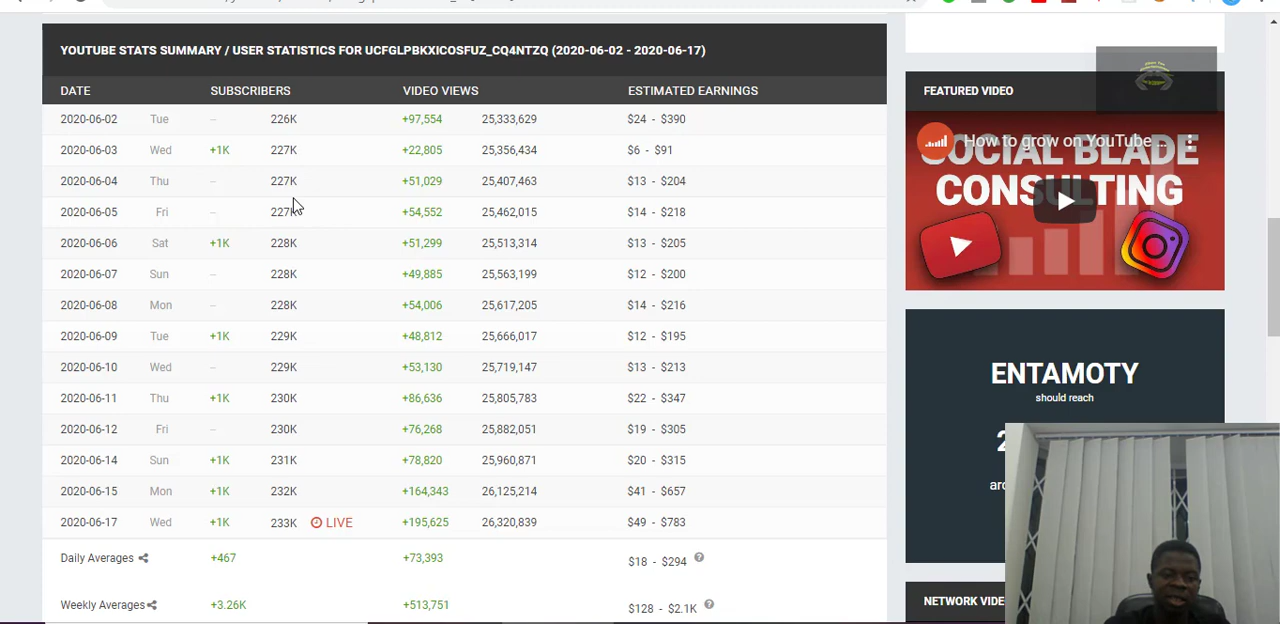 YOUTUBE STATS SUMMARY / USER STATISTICS FOR UCFGLPBKXICOSFUZ_CQ4NTZQ (2020-06-02 - 2020-06-17)
DATE SUBSCRIBERS VIDEO VIEWS ESTIMATED EARNINGS
2020-06-02 Tue -- 226K +97,554 25,333,629 $24 - $390
2020-06-03 Wed +1K 227K +22,805 25,356,434 $6 - $91
2020-06-04 Thu -- 227K +51,029 25,407,463 $13 - $204
2020-06-05 Fri -- 227K +54,552 25,462,015 $14 - $218
2020-06-06 Sat +1K 228K +51,299 25,513,314 $13 - $205
2020-06-07 Sun -- 228K +49,885 25,563,199 $12 - $200
2020-06-08 Mon -- 228K +54,006 25,617,205 $14 - $216
2020-06-09 Tue +1K 229K +48,812 25,666,017 $12 - $195
2020-06-10 Wed -- 229K +53,130 25,719,147 $13 - $213
2020-06-11 Thu +1K 230K +86,636 25,805,783 $22 - $347
2020-06-12 Fri -- 230K +76,268 25,882,051 $19 - $305
2020-06-14 Sun +1K 231K +78,820 25,960,871 $20 - $315
2020-06-15 Mon +1K 232K +164,343 26,125,214 $41 - $657
2020-06-17 Wed +1K 233K LIVE +195,625 26,320,839 $49 - $783
Daily Averages +467 +73,393 $18 - $294
Weekly Averages +3.26K +513,751 $128 - $2.1K
FEATURED VIDEO
How to grow on YouTube ...
SOCIAL BLADE
CONSULTING
ENTAMOTY
should reach
NETWORK VIDE